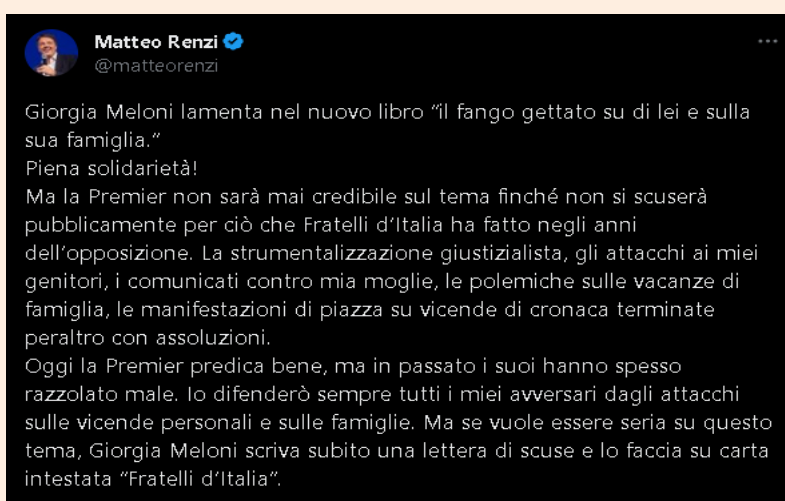 Matteo Renzi
@matteorenzi
Giorgia Meloni lamenta nel nuovo libro “il fango gettato su di lei e sulla
sua famiglia.”
Piena solidarietà!
Ma la Premier non sarà mai credibile sul tema finché non si scuserà
pubblicamente per ciò che Fratelli d’Italia ha fatto negli anni
dell’opposizione. La strumentalizzazione giustizialista, gli attacchi ai miei
genitori, i comunicati contro mia moglie, le polemiche sulle vacanze di
famiglia, le manifestazioni di piazza su vicende di cronaca terminate
peraltro con assoluzioni.
Oggi la Premier predica bene, ma in passato i suoi hanno spesso
razzolato male. Io difenderò sempre tutti i miei avversari dagli attacchi
sulle vicende personali e sulle famiglie. Ma se vuole essere seria su questo
tema, Giorgia Meloni scriva subito una lettera di scuse e lo faccia su carta
intestata “Fratelli d’Italia”.